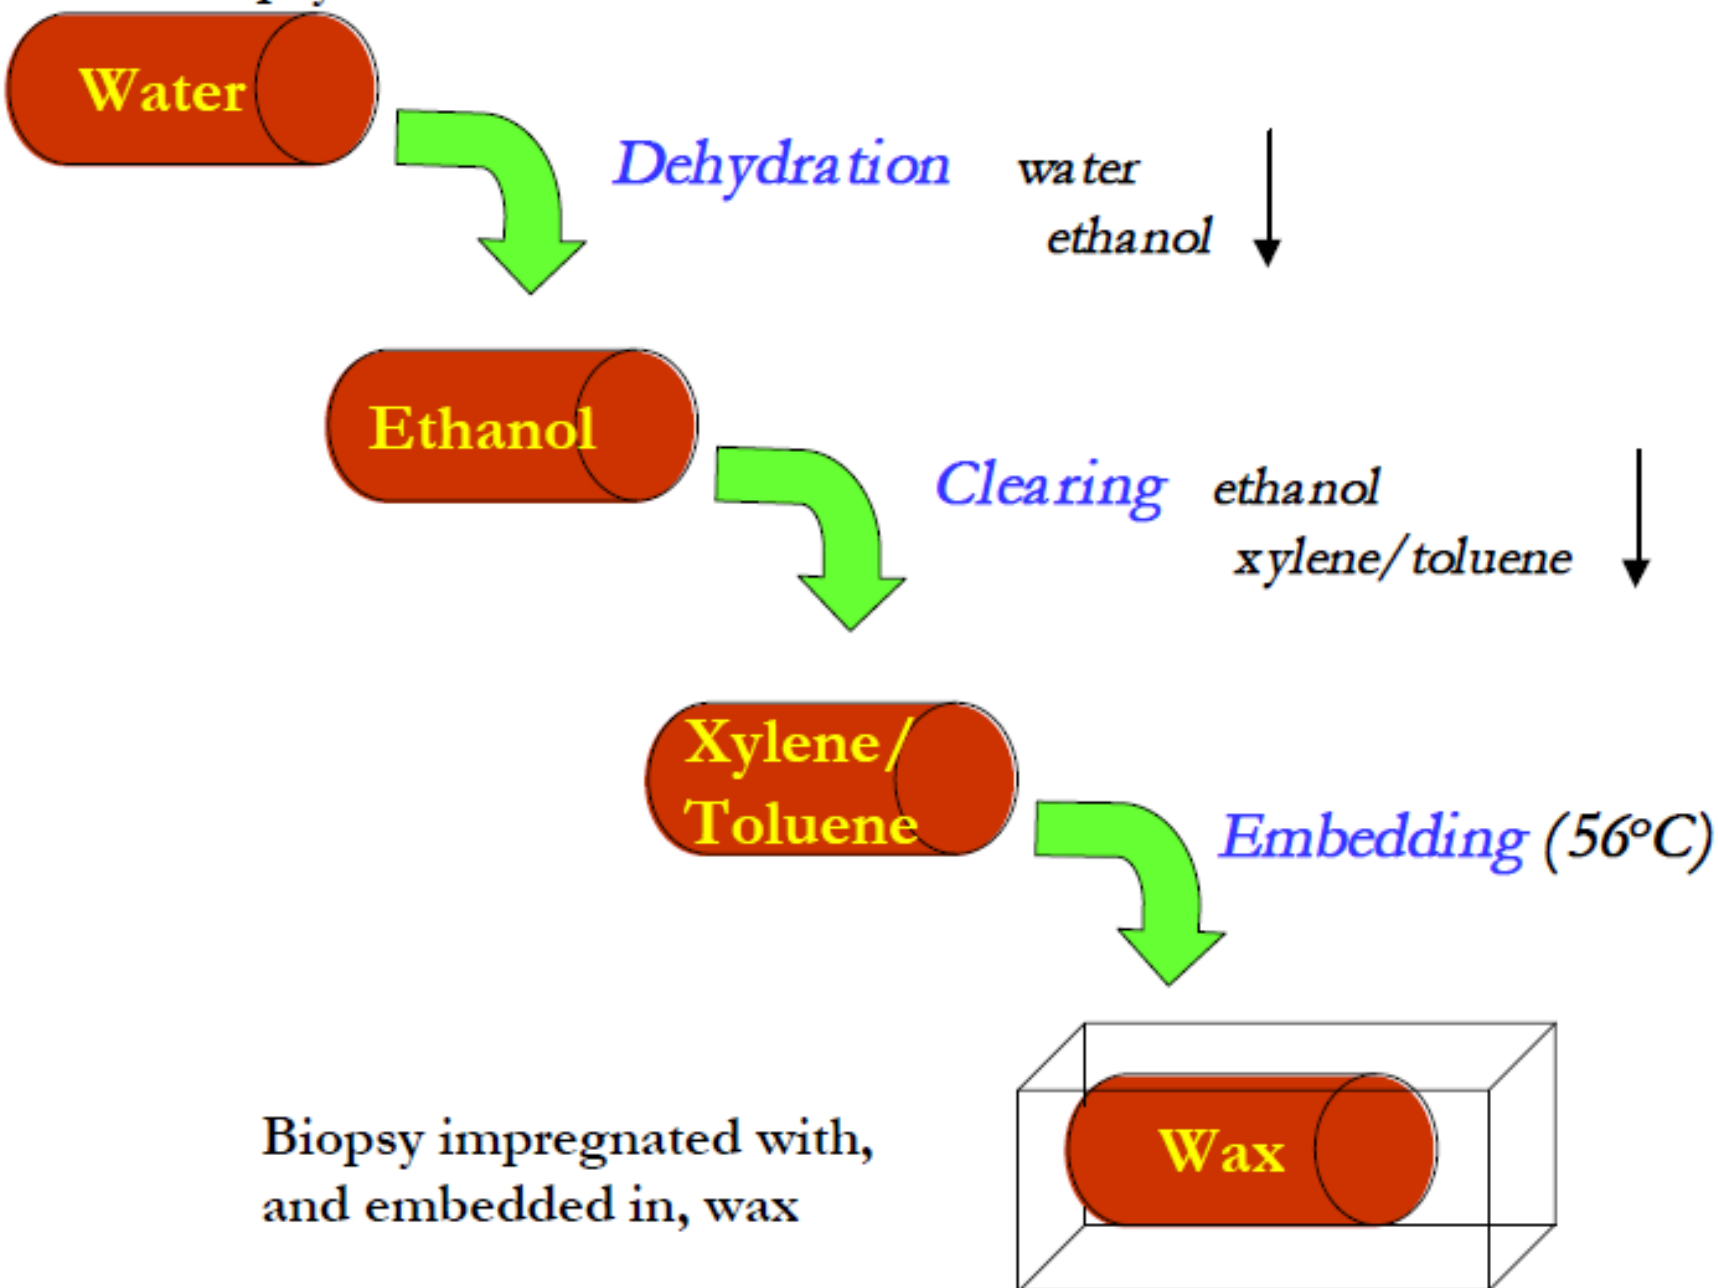 Water
Dehydration water
ethanol
Ethanol
Clearing ethanol
xylene/toluene
Xylene/
Toluene
Embedding (56°C)
Biopsy impregnated with,
and embedded in, wax
Wax